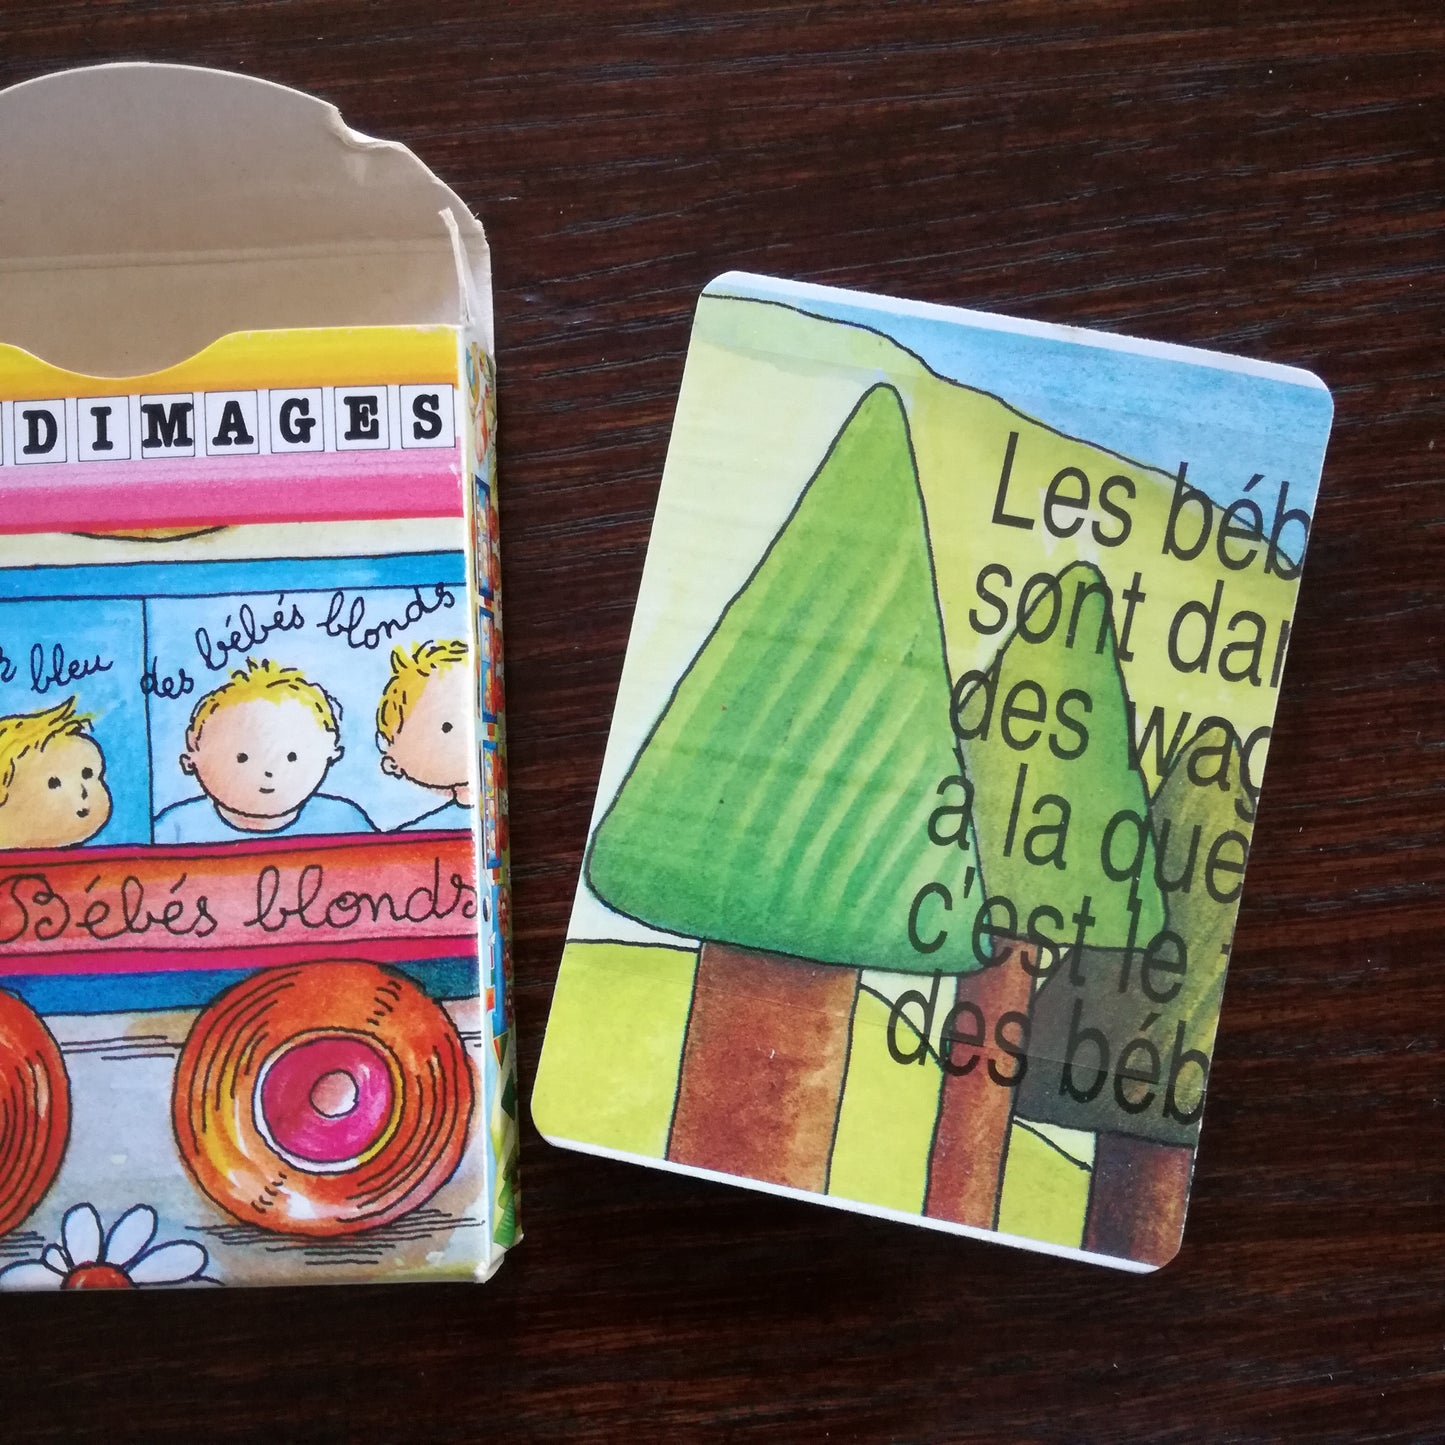 DIMAGES
bleu
des bébés blonds
Bébés blonds
Les béb
sont dan
des wag
à la que
c'est le
des béb